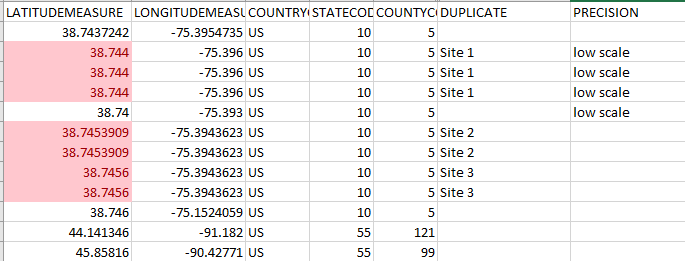 LATITUDEMEASURE LONGITUDEMEASU COUNTRY STATECOD COUNTYC DUPLICATE PRECISION
38.7437242 -75.3954735 US 10 5
38.744 -75.396 US 10 5 Site 1 low scale
38.744 -75.396 US 10 5 Site 1 low scale
38.744 -75.396 US 10 5 Site 1 low scale
38.74 -75.393 US 10 5 low scale
38.7453909 -75.3943623 US 10 5 Site 2
38.7453909 -75.3943623 US 10 5 Site 2
38.7456 -75.3943623 US 10 5 Site 3
38.7456 -75.3943623 US 10 5 Site 3
38.746 -75.1524059 US 10 5
44.141346 -91.182 US 55 121
45.85816 -90.42771 US 55 99